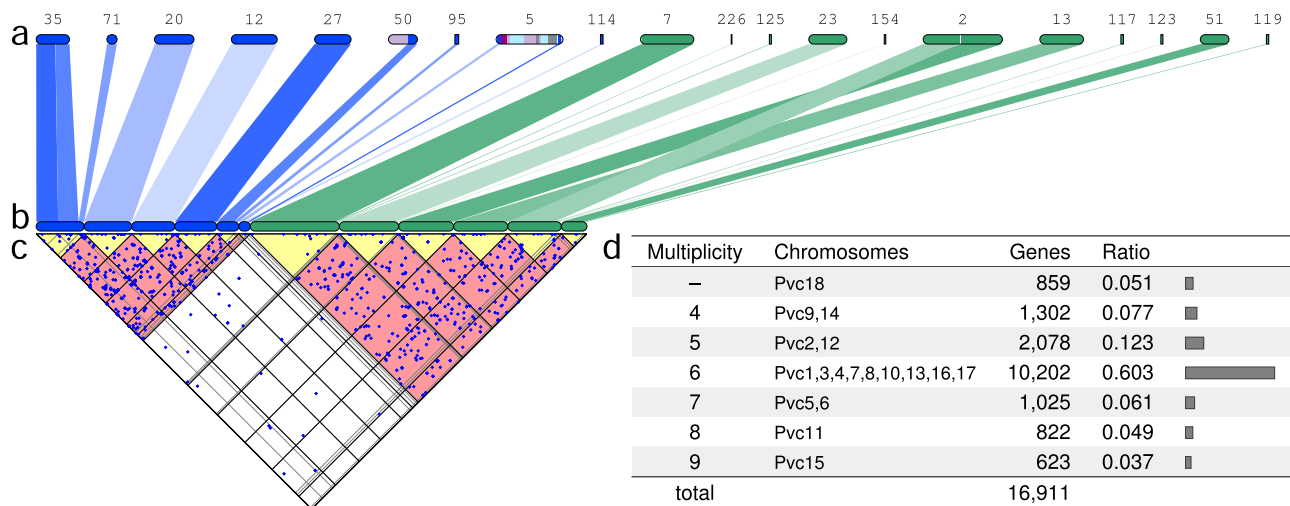 35 71 20 12 27 50 95 5 114 7 226 125 23 154 2 13 117 123 51 119
a
b
c
d
Multiplicity Chromosomes Genes Ratio
– Pvc18 859 0.051
4 Pvc9,14 1,302 0.077
5 Pvc2,12 2,078 0.123
6 Pvc1,3,4,7,8,10,13,16,17 10,202 0.603
7 Pvc5,6 1,025 0.061
8 Pvc11 822 0.049
9 Pvc15 623 0.037
total 16,911